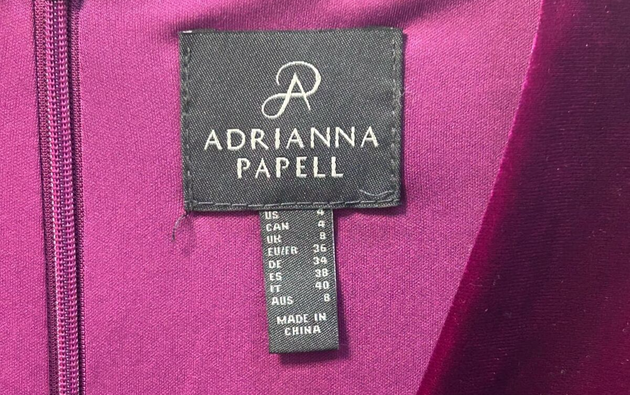 ADRIANNA
PAPELL
US 4
CAN 4
UK 8
EU/FR 36
DE 34
ES 38
IT 40
AUS 8
MADE IN
CHINA